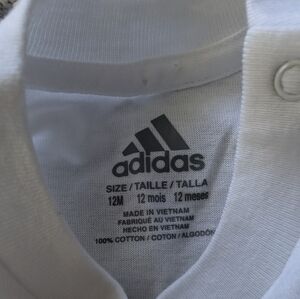 adidas
SIZE / TAILLE / TALLA
12M 12 mois 12 meses
MADE IN VIETNAM
FABRIQUÉ AU VIETNAM
HECHO EN VIETNAM
100% COTTON / COTON / ALGODÓN